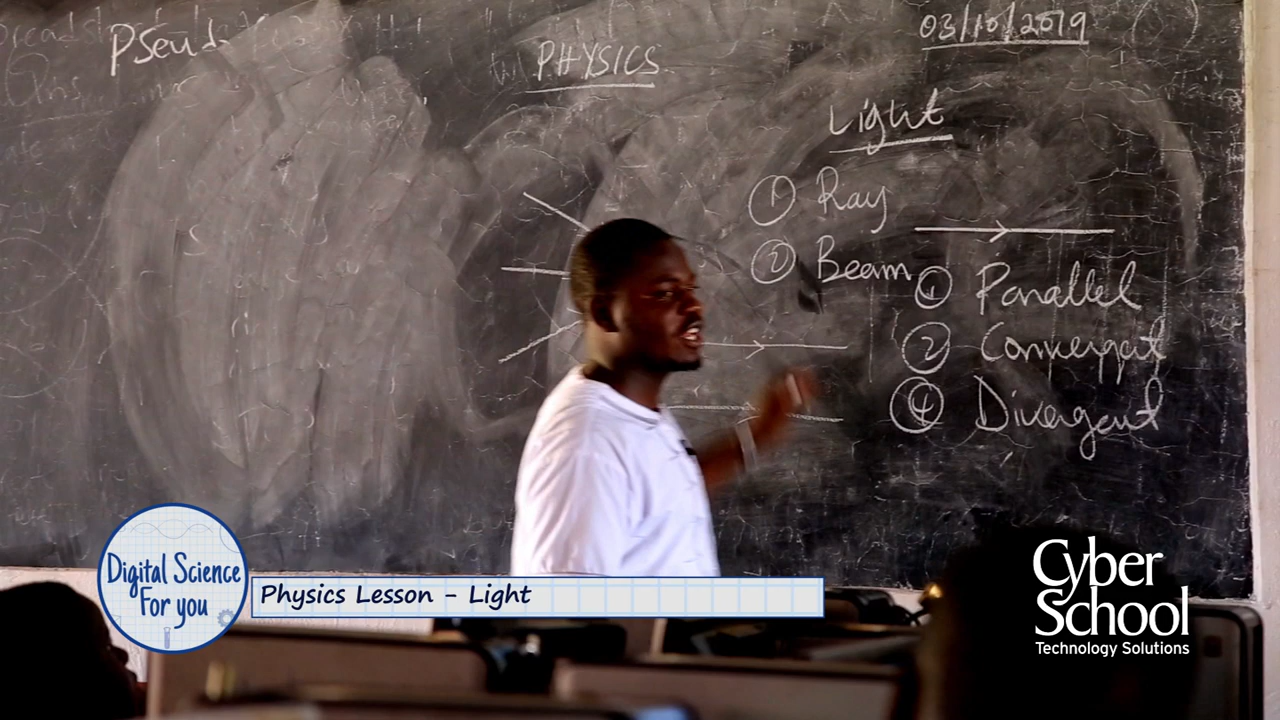 Pseud
PHYSICS
03/10/2019
Light
① Ray
② Beam
① Parallel
② Convergent
④ Divergent
Digital Science
For you
Physics Lesson - Light
Cyber
School
Technology Solutions